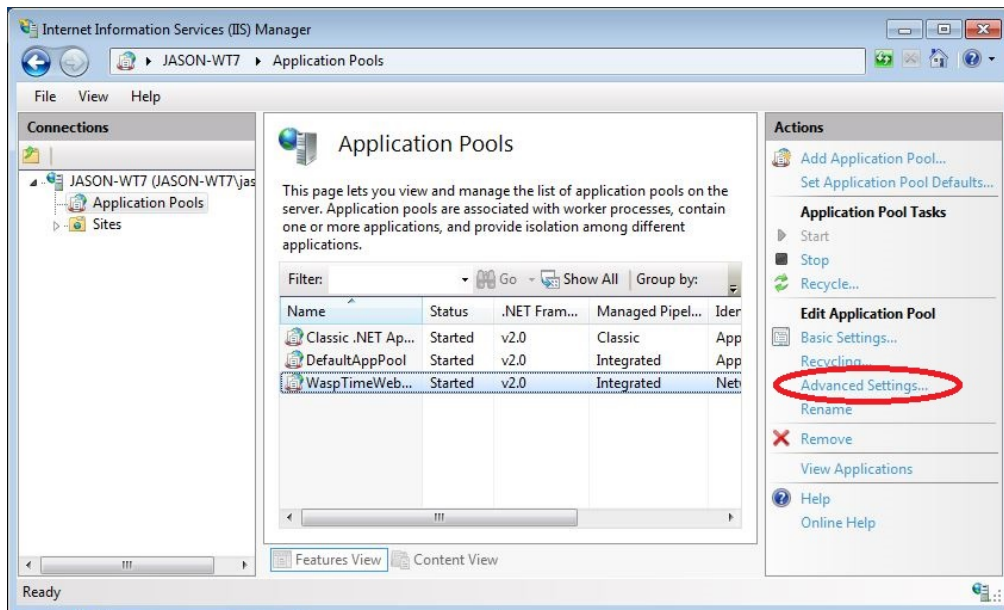 Internet Information Services (IIS) Manager
JASON-WT7 Application Pools
File View Help
Connections
JASON-WT7 (JASON-WT7\jas
Application Pools
Sites
Application Pools
This page lets you view and manage the list of application pools on the
server. Application pools are associated with worker processes, contain
one or more applications, and provide isolation among different
applications.
Filter: Go Show All Group by:
Name Status .NET Fram... Managed Pipel... Iden
Classic .NET Ap... Started v2.0 Classic App
DefaultAppPool Started v2.0 Integrated App
WaspTimeWeb... Started v2.0 Integrated Net
Features View Content View
Actions
Add Application Pool...
Set Application Pool Defaults...
Application Pool Tasks
Start
Stop
Recycle...
Edit Application Pool
Basic Settings...
Recycling...
Advanced Settings...
Rename
Remove
View Applications
Help
Online Help
Ready